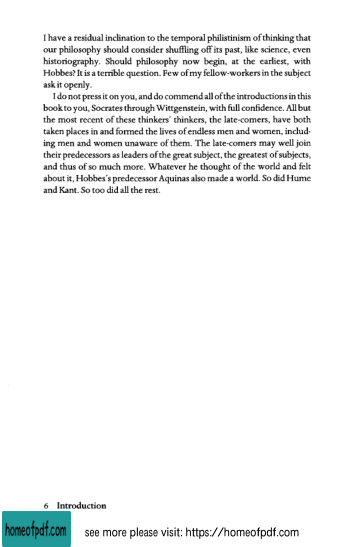 I have a residual inclination to the temporal philistinism of thinking that
our philosophy should consider shuffling off its past, like science, even
historiography. Should philosophy now begin, at the earliest, with
Hobbes? It is a terrible question. Few of my fellow-workers in the subject
ask it openly.
I do not press it on you, and do commend all of the introductions in this
book to you, Socrates through Wittgenstein, with full confidence. All but
the most recent of these thinkers' thinkers, the late-comers, have both
taken places in and formed the lives of endless men and women, includ-
ing men and women unaware of them. The late-comers may well join
their predecessors as leaders of the great subject, the greatest of subjects,
and thus of so much more. Whatever he thought of the world and felt
about it, Hobbes's predecessor Aquinas also made a world. So did Hume
and Kant. So too did all the rest.
6 Introduction
homeofpdf.com
see more please visit: https://homeofpdf.com